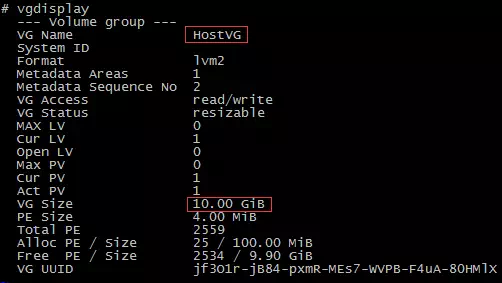 # vgdisplay
--- Volume group ---
VG Name HostVG
System ID
Format lvm2
Metadata Areas 1
Metadata Sequence No 2
VG Access read/write
VG Status resizable
MAX LV 0
Cur LV 1
Open LV 0
Max PV 0
Cur PV 1
Act PV 1
VG Size 10.00 GiB
PE Size 4.00 MiB
Total PE 2559
Alloc PE / Size 25 / 100.00 MiB
Free PE / Size 2534 / 9.90 GiB
VG UUID jf3O1r-jB84-pxmR-MEs7-WVPB-F4uA-8OHMlX